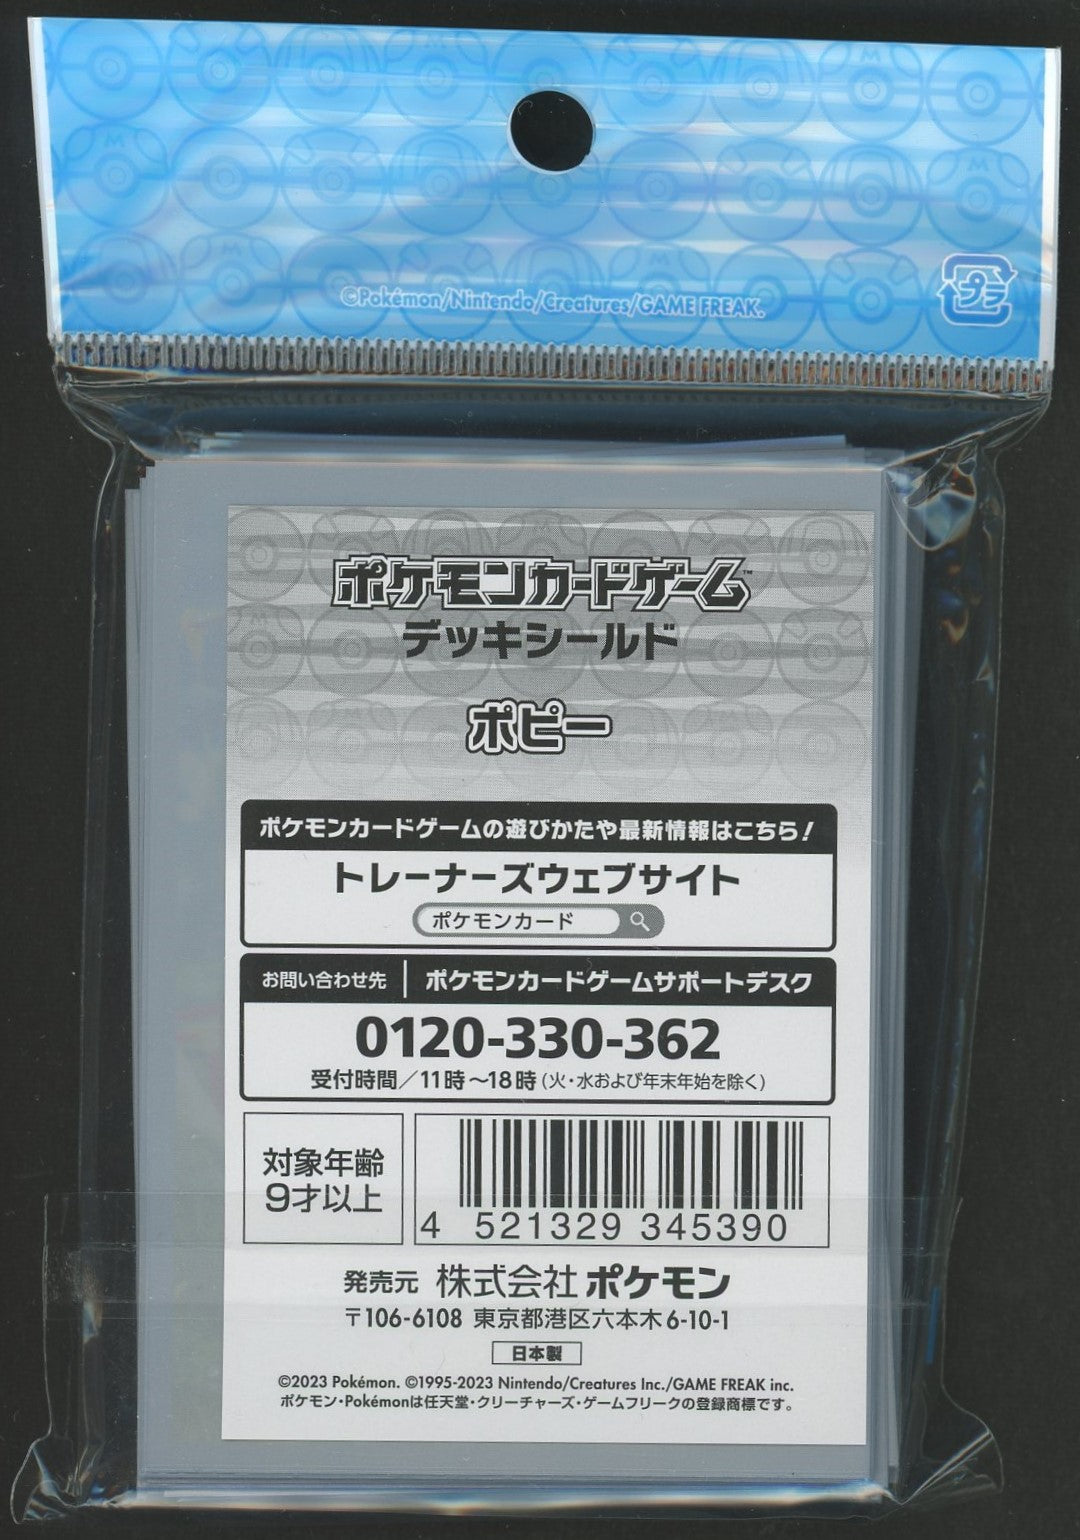 ©Pokémon/Nintendo/Creatures/GAME FREAK.
プラ
ポケモンカードゲーム™
デッキシールド
ポピー
ポケモンカードゲームの遊びかたや最新情報はこちら!
トレーナーズウェブサイト
ポケモンカード
お問い合わせ先 ポケモンカードゲームサポートデスク
0120-330-362
受付時間/11時～18時(火・水および年末年始を除く)
対象年齢
9才以上
4 521329 345390
発売元 株式会社 ポケモン
〒106-6108 東京都港区六本木6-10-1
日本製
©2023 Pokémon. ©1995-2023 Nintendo/Creatures Inc./GAME FREAK inc.
ポケモン・Pokémonは任天堂・クリーチャーズ・ゲームフリークの登録商標です。